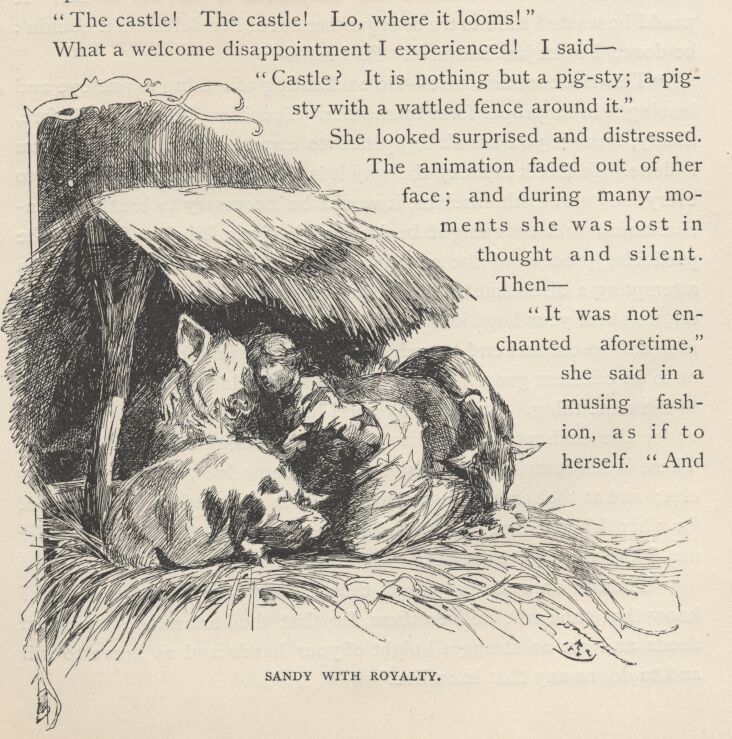 "The castle! The castle! Lo, where it looms!"
What a welcome disappointment I experienced! I said—
"Castle? It is nothing but a pig-sty; a pig-
sty with a wattled fence around it."
She looked surprised and distressed.
The animation faded out of her
face; and during many mo-
ments she was lost in
thought and silent.
Then—
"It was not en-
chanted aforetime,"
she said in a
musing fash-
ion, as if to
herself. "And
SANDY WITH ROYALTY.